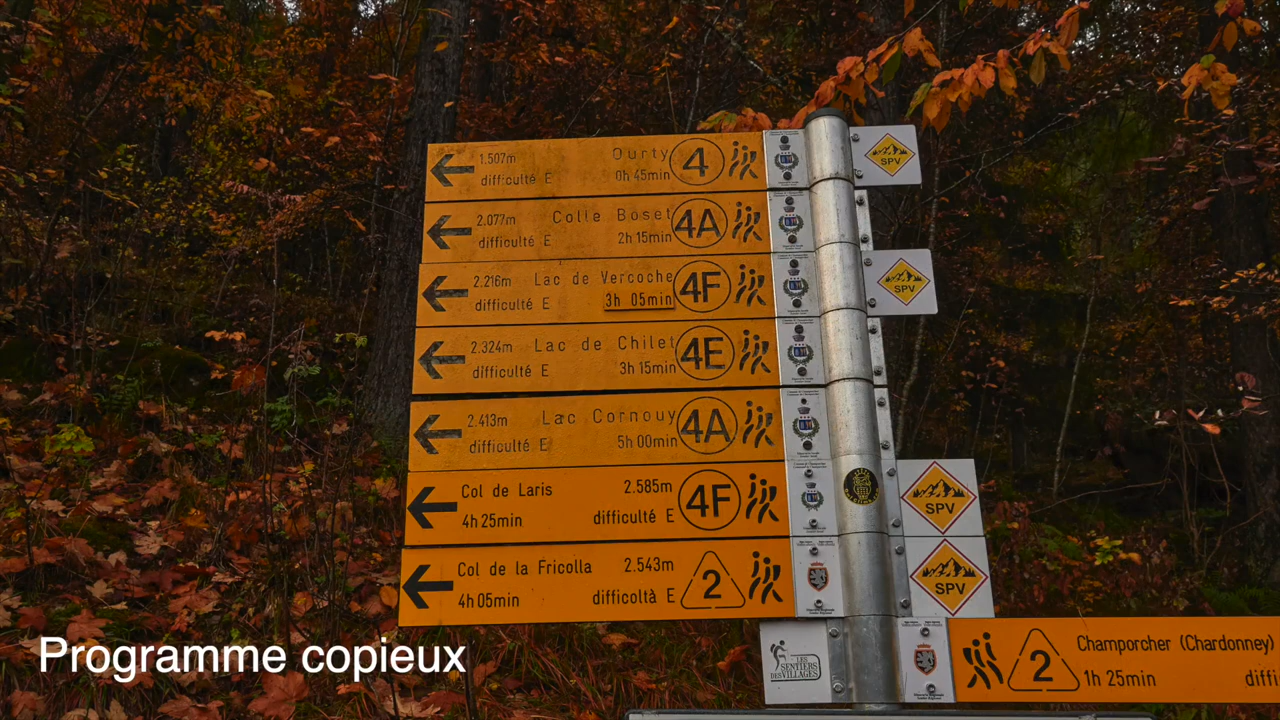 1.507m Ourty 4
difficulté E 0h 45min
SPV
2.077m Colle Boset 4A
difficulté E 2h 15min
2.216m Lac de Vercoche 4F
difficulté E 3h 05min
SPV
2.324m Lac de Chilet 4E
difficulté E 3h 15min
2.413m Lac Cornouy 4A
difficulté E 5h 00min
Col de Laris 2.585m 4F
4h 25min difficulté E
SPV
Col de la Fricolla 2.543m 2
4h 05min difficoltà E
SPV
LES
SENTIERS
DES VILLAGES
2 Champorcher (Chardonney)
1h 25min diffi
Programme copieux